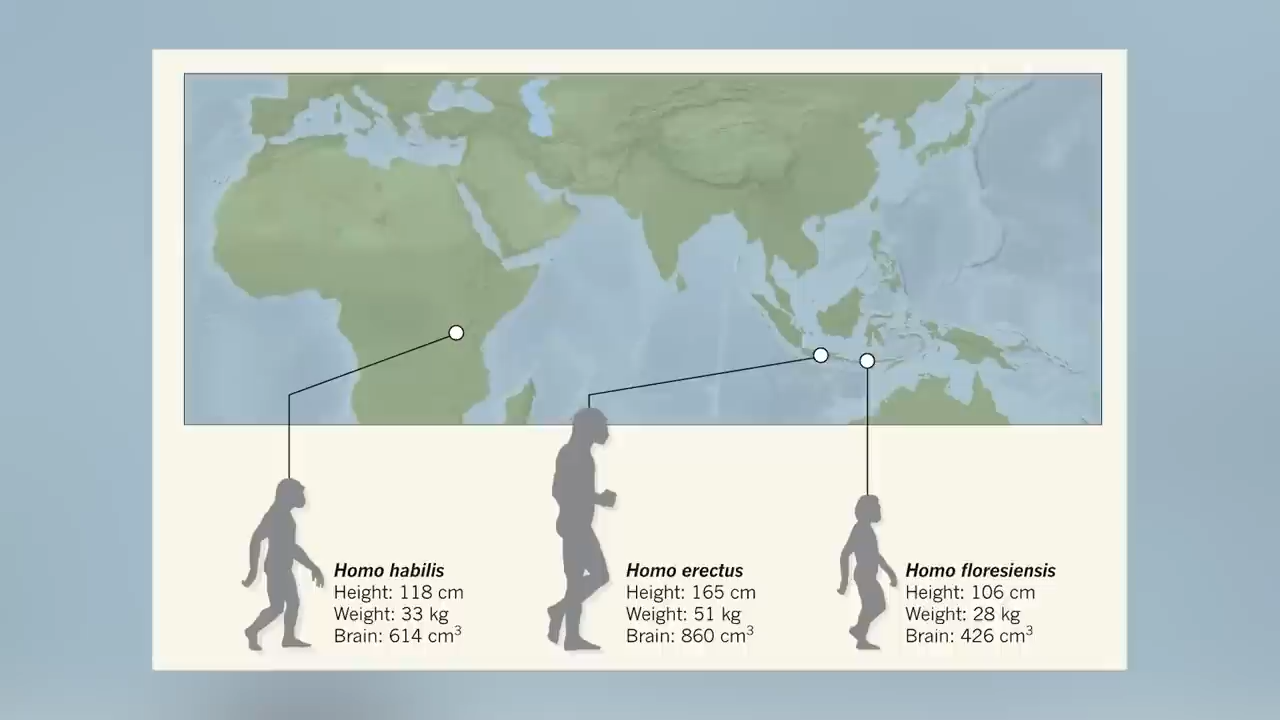 Homo habilis
Height: 118 cm
Weight: 33 kg
Brain: 614 cm³
Homo erectus
Height: 165 cm
Weight: 51 kg
Brain: 860 cm³
Homo floresiensis
Height: 106 cm
Weight: 28 kg
Brain: 426 cm³